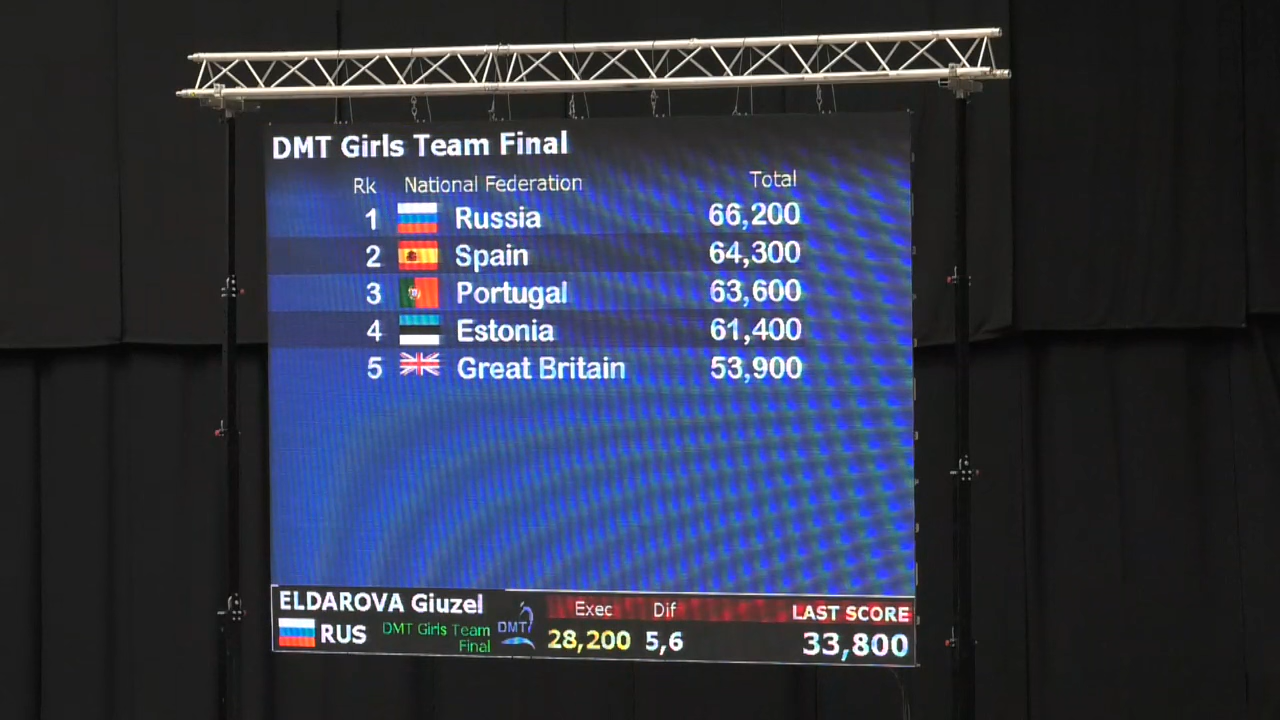 DMT Girls Team Final
Rk National Federation Total
1 Russia 66,200
2 Spain 64,300
3 Portugal 63,600
4 Estonia 61,400
5 Great Britain 53,900
ELDAROVA Giuzel Exec Dif LAST SCORE
RUS DMT Girls Team Final DMT 28,200 5,6 33,800